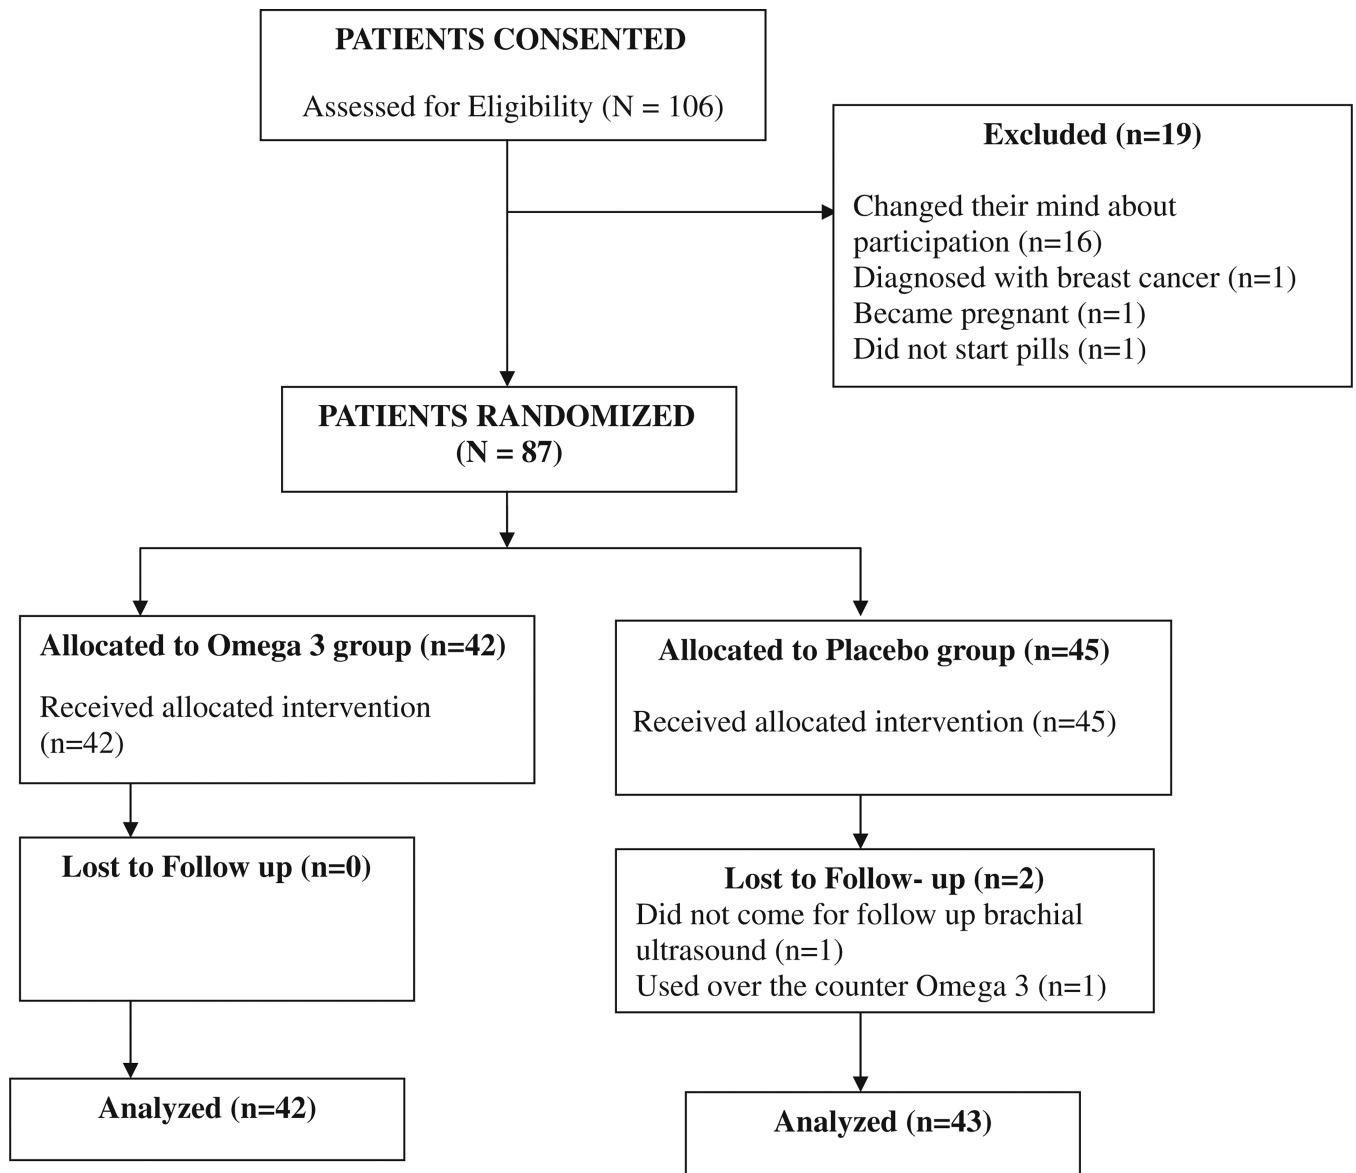 PATIENTS CONSENTED
Assessed for Eligibility (N = 106)
Excluded (n=19)
Changed their mind about
participation (n=16)
Diagnosed with breast cancer (n=1)
Became pregnant (n=1)
Did not start pills (n=1)
PATIENTS RANDOMIZED
(N = 87)
Allocated to Omega 3 group (n=42)
Received allocated intervention
(n=42)
Allocated to Placebo group (n=45)
Received allocated intervention (n=45)
Lost to Follow up (n=0)
Lost to Follow- up (n=2)
Did not come for follow up brachial
ultrasound (n=1)
Used over the counter Omega 3 (n=1)
Analyzed (n=42)
Analyzed (n=43)